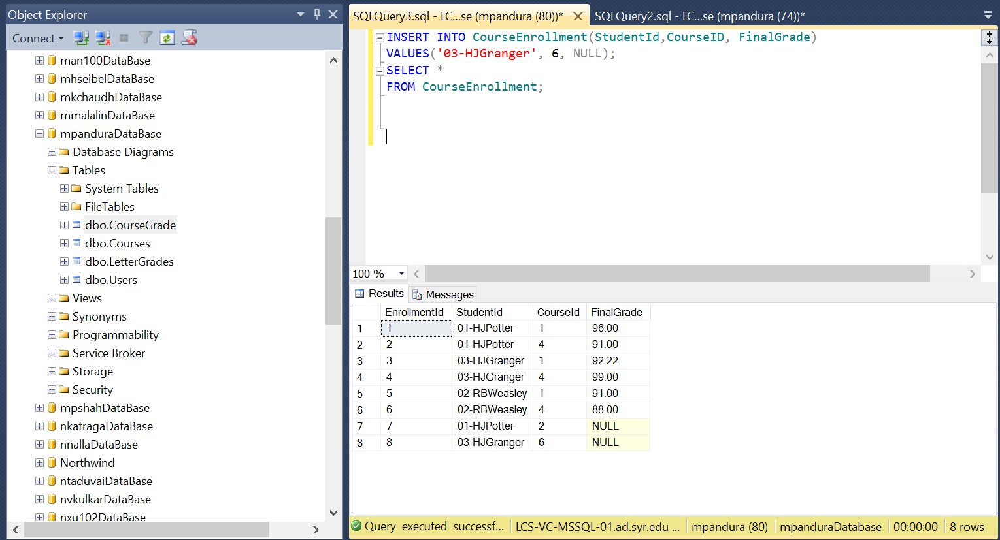 Object Explorer
Connect
man100DataBase
mhseibelDataBase
mkchaudhDataBase
mmalalinDataBase
mpanduraDataBase
Database Diagrams
Tables
System Tables
FileTables
dbo.CourseGrade
dbo.Courses
dbo.LetterGrades
dbo.Users
Views
Synonyms
Programmability
Service Broker
Storage
Security
mpshahDataBase
nkatragaDataBase
nnallaDataBase
Northwind
ntaduvaiDataBase
nvkulkarDataBase
nxu102DataBase
SQLQuery3.sql - LC...se (mpandura (80))* SQLQuery2.sql - LC...se (mpandura (74))*
INSERT INTO CourseEnrollment(StudentId,CourseID, FinalGrade)
VALUES('03-HJGranger', 6, NULL);
SELECT *
FROM CourseEnrollment;
100 %
Results Messages
EnrollmentId StudentId CourseId FinalGrade
1 1 01-HJPotter 1 96.00
2 2 01-HJPotter 4 91.00
3 3 03-HJGranger 1 92.22
4 4 03-HJGranger 4 99.00
5 5 02-RBWeasley 1 91.00
6 6 02-RBWeasley 4 88.00
7 7 01-HJPotter 2 NULL
8 8 03-HJGranger 6 NULL
Query executed successf... LCS-VC-MSSQL-01.ad.syr.edu ... mpandura (80) mpanduraDatabase 00:00:00 8 rows